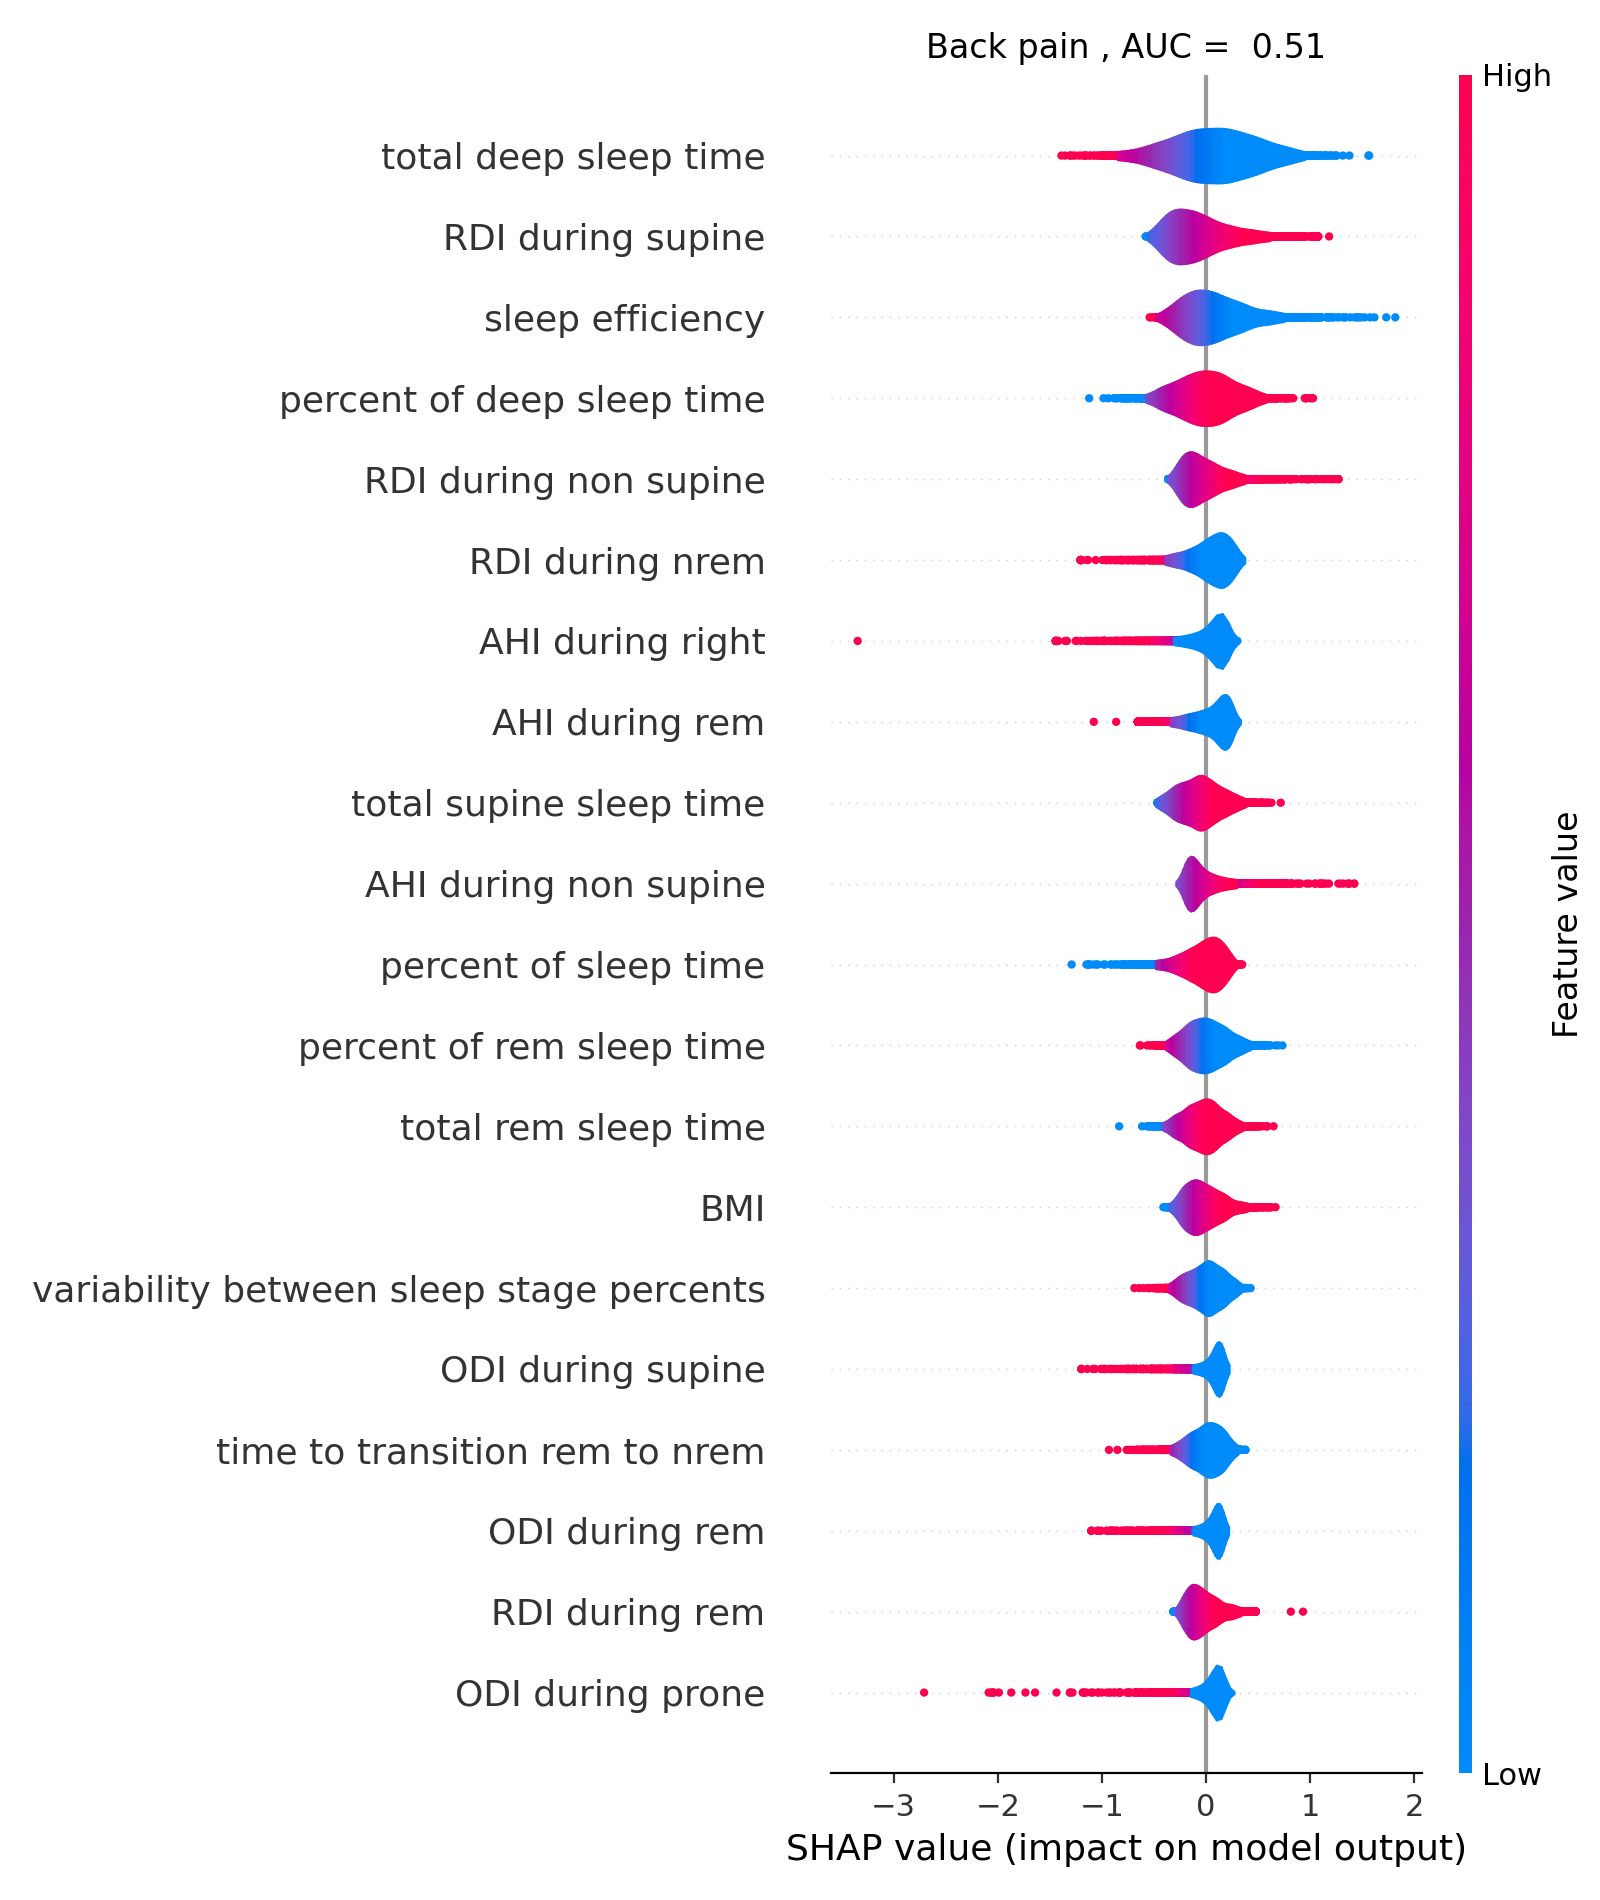 Back pain , AUC =  0.51
High
total deep sleep time
RDI during supine
sleep efficiency
percent of deep sleep time
RDI during non supine
RDI during nrem
AHI during right
AHI during rem
total supine sleep time
AHI during non supine
percent of sleep time
percent of rem sleep time
total rem sleep time
BMI
variability between sleep stage percents
ODI during supine
time to transition rem to nrem
ODI during rem
RDI during rem
ODI during prone
Feature value
Low
−3 −2 −1 0 1 2
SHAP value (impact on model output)